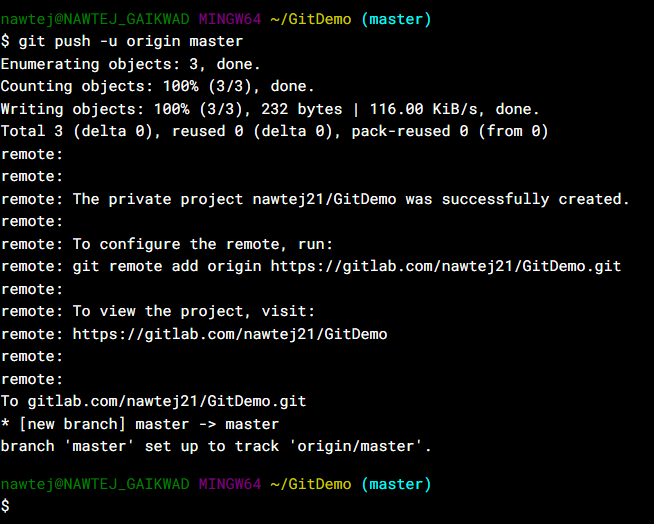 nawtej@NAWTEJ_GAIKWAD MINGW64 ~/GitDemo (master)
$ git push -u origin master
Enumerating objects: 3, done.
Counting objects: 100% (3/3), done.
Writing objects: 100% (3/3), 232 bytes | 116.00 KiB/s, done.
Total 3 (delta 0), reused 0 (delta 0), pack-reused 0 (from 0)
remote:
remote:
remote: The private project nawtej21/GitDemo was successfully created.
remote:
remote: To configure the remote, run:
remote: git remote add origin https://gitlab.com/nawtej21/GitDemo.git
remote:
remote: To view the project, visit:
remote: https://gitlab.com/nawtej21/GitDemo
remote:
remote:
To gitlab.com/nawtej21/GitDemo.git
* [new branch] master -> master
branch 'master' set up to track 'origin/master'.
nawtej@NAWTEJ_GAIKWAD MINGW64 ~/GitDemo (master)
$